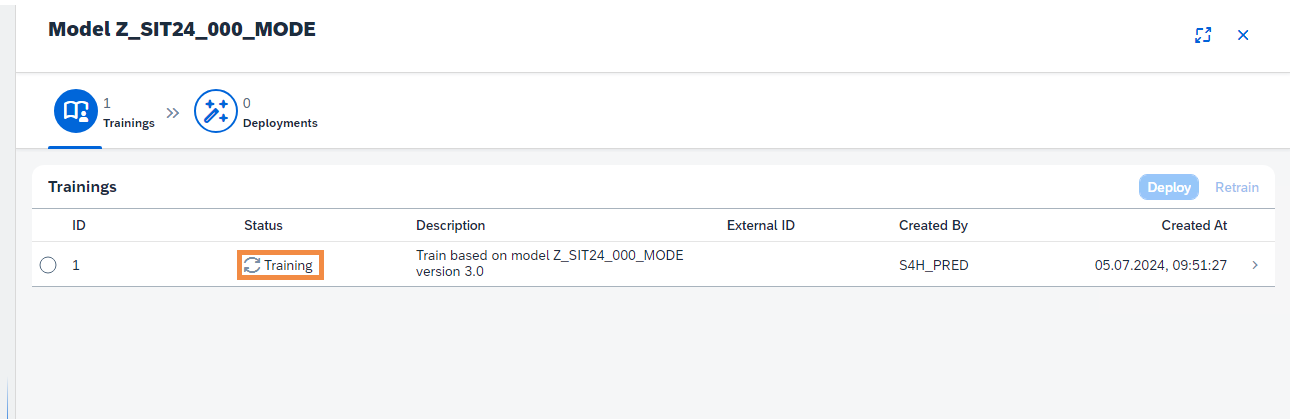 Model Z_SIT24_000_MODE
1
Trainings
0
Deployments
Trainings
Deploy
Retrain
ID Status Description External ID Created By Created At
1 Training Train based on model Z_SIT24_000_MODE S4H_PRED 05.07.2024, 09:51:27
version 3.0